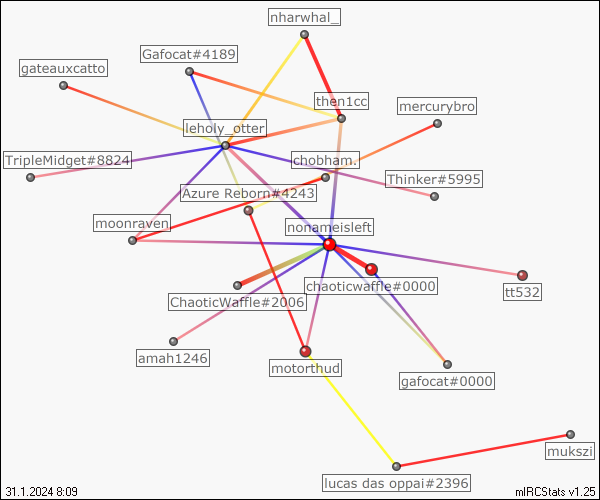 nharwhal_
Gafocat#4189
gateauxcatto
then1cc
mercurybro
leholy_otter
TripleMidget#8824
chobham.
Thinker#5995
Azure Reborn#4243
moonraven
nonameisleft
chaoticwaffle#0000
ChaoticWaffle#2006
tt532
amah1246
motorthud
gafocat#0000
mukszi
lucas das oppai#2396
31.1.2024 8:09
mIRCStats v1.25